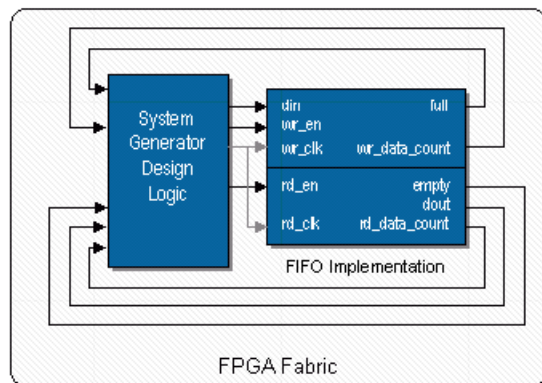 System
Generator
Design
Logic
din full
wr_en
wr_clk wr_data_count
rd_en empty
dout
rd_clk rd_data_count
FIFO Implementation
FPGA Fabric